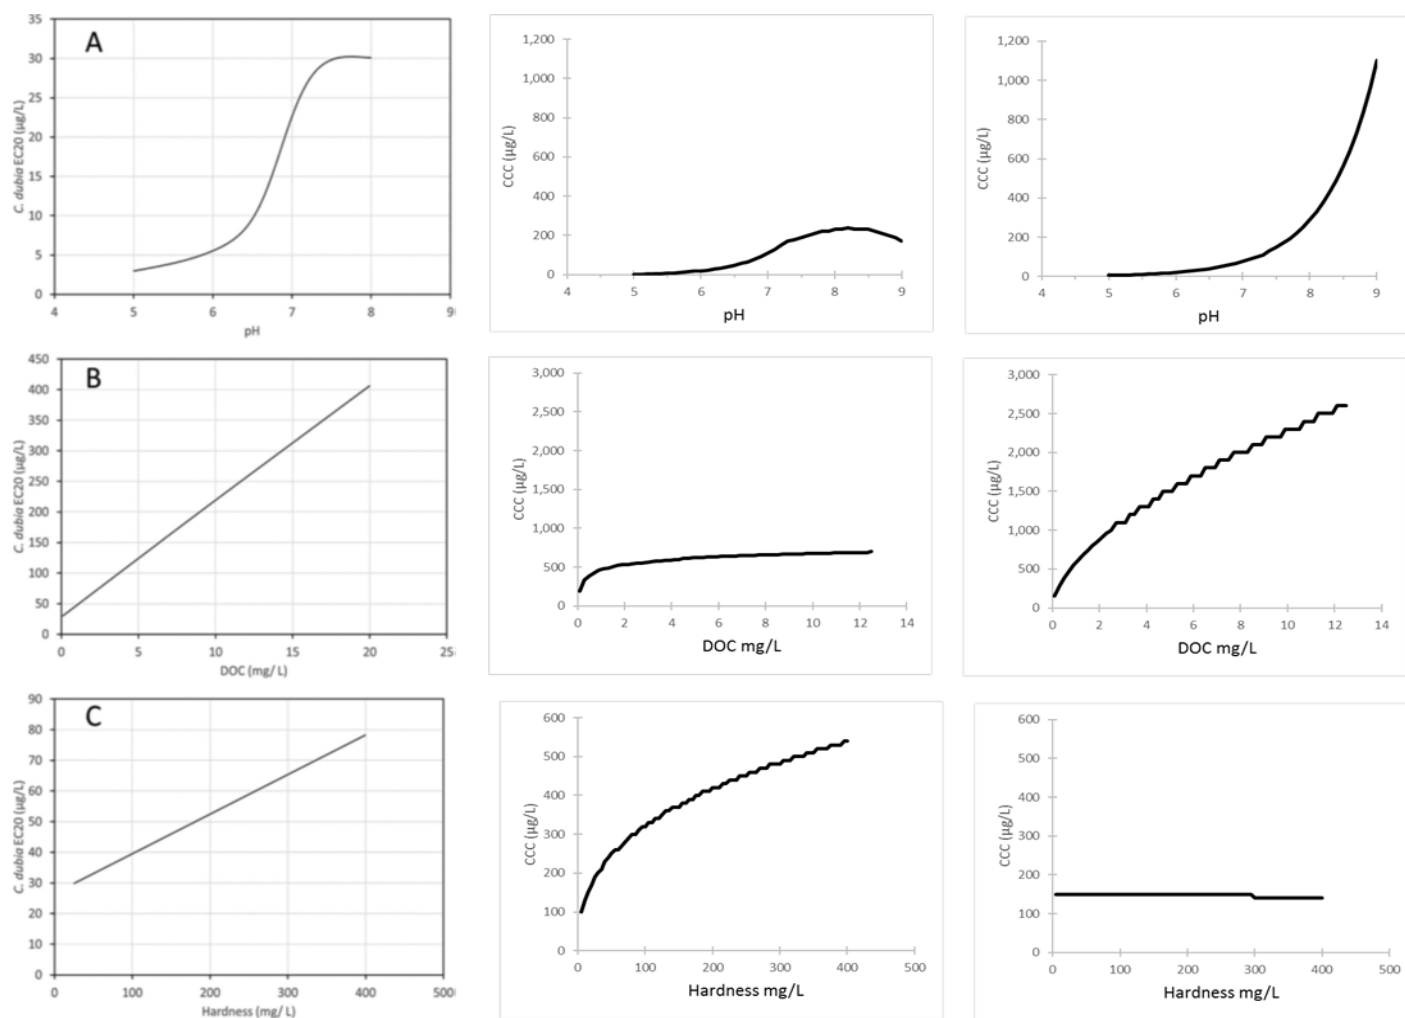 A
35
30
25
20
15
10
5
0
C. dubia EC20 (µg/L)
4 5 6 7 8 9
pH
1,200
1,000
800
600
400
200
0
CCC (µg/L)
4 5 6 7 8 9
pH
1,200
1,000
800
600
400
200
0
CCC (µg/L)
4 5 6 7 8 9
pH
B
450
400
350
300
250
200
150
100
50
0
C. dubia EC20 (µg/L)
0 5 10 15 20 25
DOC (mg/ L)
3,000
2,500
2,000
1,500
1,000
500
0
CCC (µg/L)
0 2 4 6 8 10 12 14
DOC mg/L
3,000
2,500
2,000
1,500
1,000
500
0
CCC (µg/L)
0 2 4 6 8 10 12 14
DOC mg/L
C
90
80
70
60
50
40
30
20
10
0
C. dubia EC20 (µg/L)
0 100 200 300 400 500
Hardness (mg/ L)
600
500
400
300
200
100
0
CCC (µg/L)
0 100 200 300 400 500
Hardness mg/L
600
500
400
300
200
100
0
CCC (µg/L)
0 100 200 300 400 500
Hardness mg/L